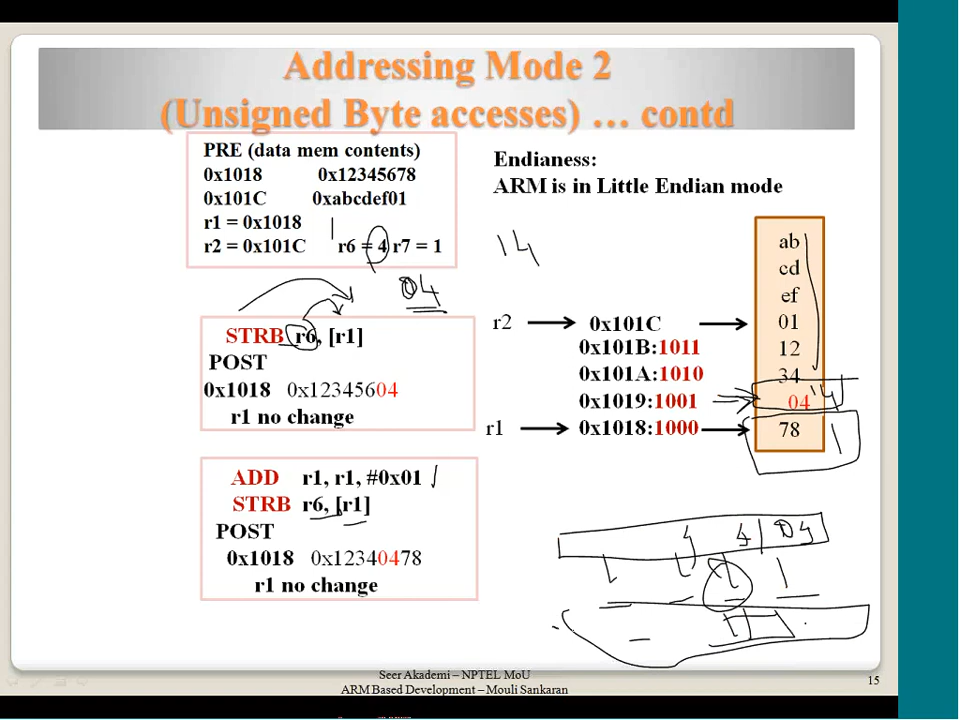 Addressing Mode 2
(Unsigned Byte accesses) … contd
PRE (data mem contents)
0x1018 0x12345678
0x101C 0xabcdef01
r1 = 0x1018
r2 = 0x101C r6 = 4 r7 = 1
Endianess:
ARM is in Little Endian mode
14
04
STRB r6, [r1]
POST
0x1018 0x12345604
r1 no change
ADD r1, r1, #0x01
STRB r6, [r1]
POST
0x1018 0x12340478
r1 no change
ab
cd
ef
r2 0x101C 01
0x101B:1011 12
0x101A:1010 34
0x1019:1001 04
r1 0x1018:1000 78
04
Seer Akademi – NPTEL MoU
ARM Based Development – Mouli Sankaran
15